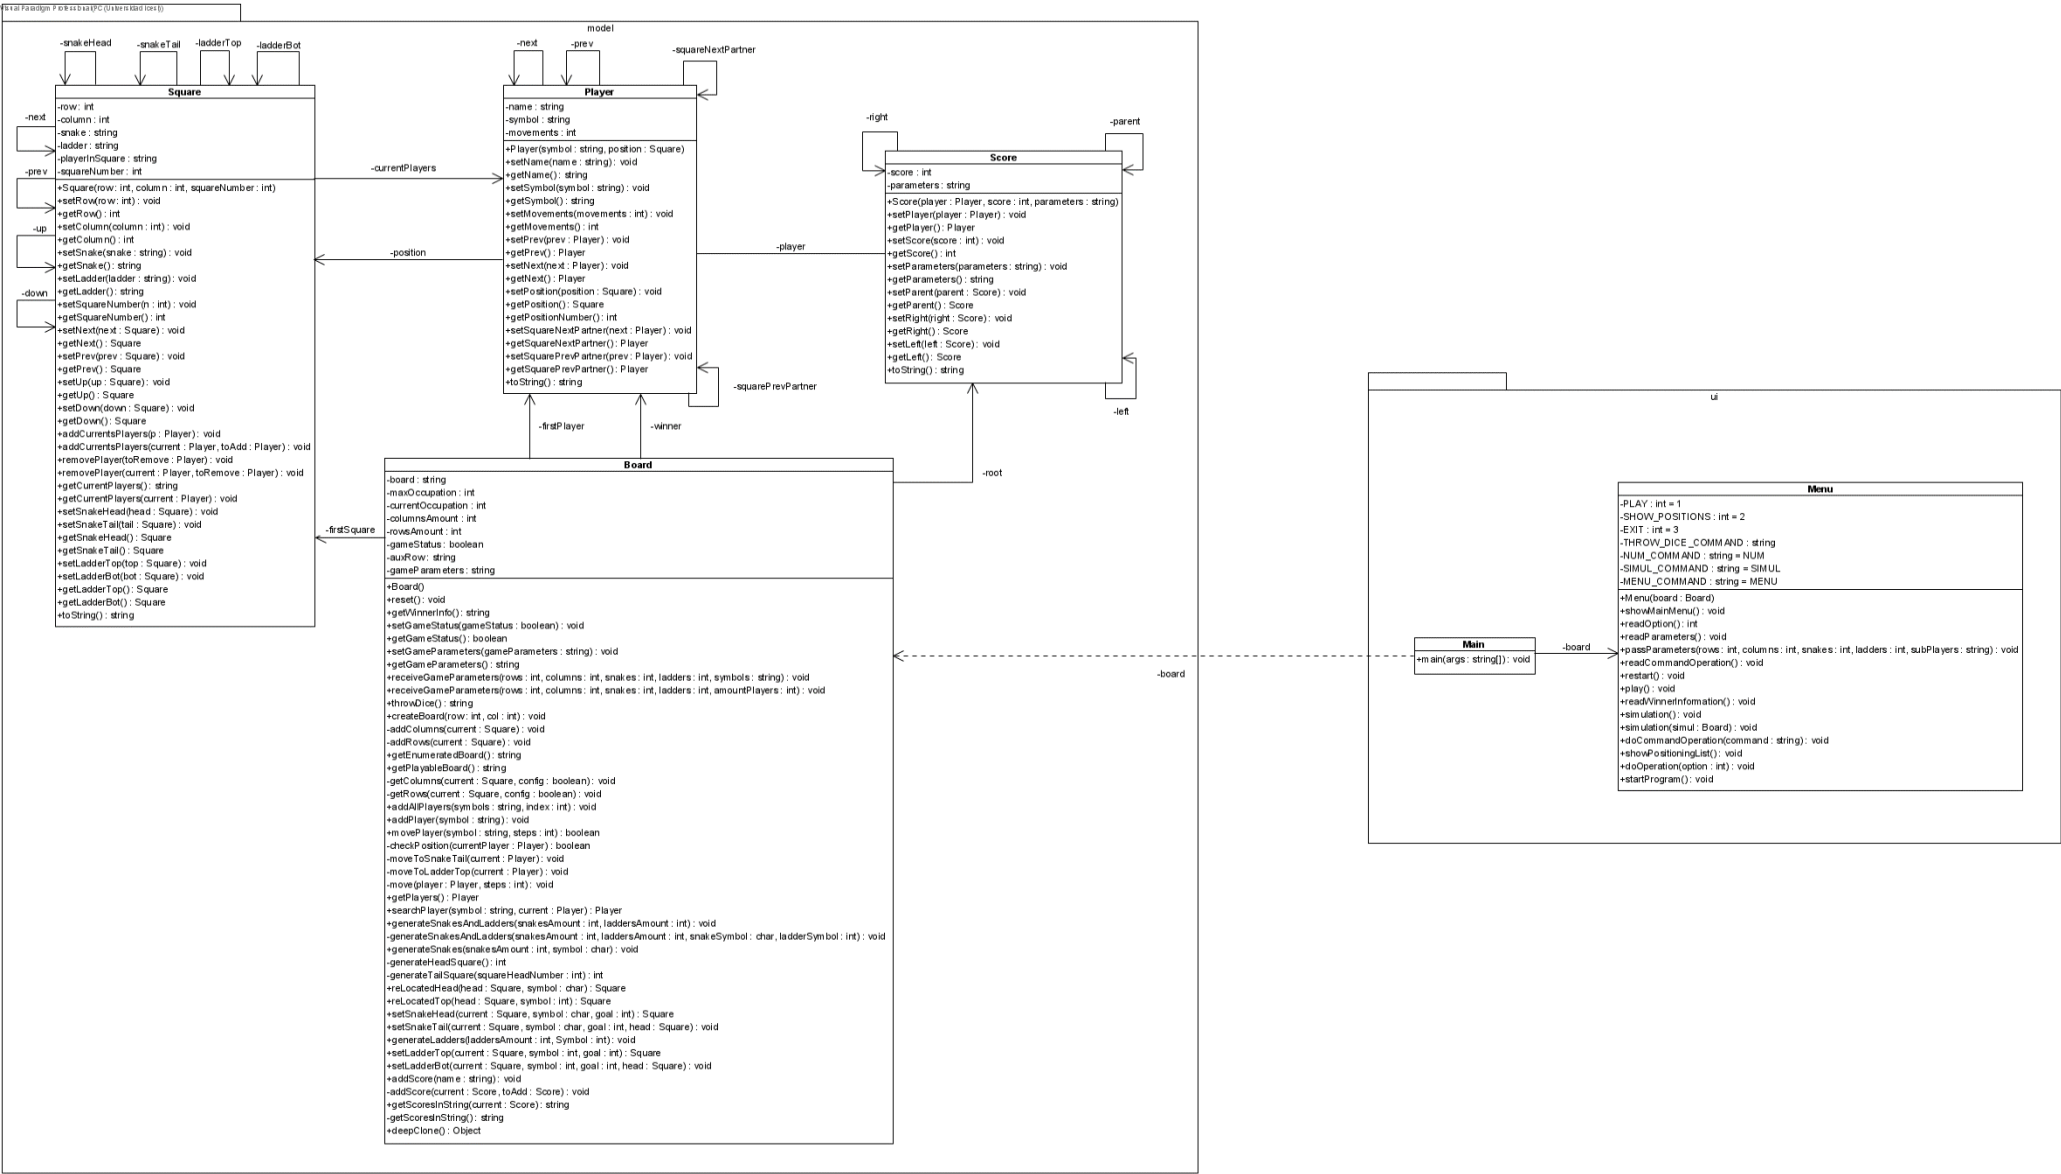 Visual Paradigm Professional(PC (Universidad Icesi))
model
-snakeHead
-snakeTail
-ladderTop
-ladderBot
-next
-prev
-up
-down
Square
-row : int
-column : int
-snake : string
-ladder : string
-playerInSquare : string
-squareNumber : int
+Square(row : int, column : int, squareNumber : int)
+setRow(row : int) : void
+getRow() : int
+setColumn(column : int) : void
+getColumn() : int
+setSnake(snake : string) : void
+getSnake() : string
+setLadder(ladder : string) : void
+getLadder() : string
+setSquareNumber(n : int) : void
+getSquareNumber() : int
+setNext(next : Square) : void
+getNext() : Square
+setPrev(prev : Square) : void
+getPrev() : Square
+setUp(up : Square) : void
+getUp() : Square
+setDown(down : Square) : void
+getDown() : Square
+addCurrentsPlayers(p : Player) : void
+addCurrentsPlayers(current : Player, toAdd : Player) : void
+removePlayer(toRemove : Player) : void
+removePlayer(current : Player, toRemove : Player) : void
+getCurrentPlayers() : string
+getCurrentPlayers(current : Player) : void
+setSnakeHead(head : Square) : void
+setSnakeTail(tail : Square) : void
+getSnakeHead() : Square
+getSnakeTail() : Square
+setLadderTop(top : Square) : void
+setLadderBot(bot : Square) : void
+getLadderTop() : Square
+getLadderBot() : Square
+toString() : string
-currentPlayers
-position
-next
-prev
-squareNextPartner
Player
-name : string
-symbol : string
-movements : int
+Player(symbol : string, position : Square)
+setName(name : string) : void
+getName() : string
+setSymbol(symbol : string) : void
+getSymbol() : string
+setMovements(movements : int) : void
+getMovements() : int
+setPrev(prev : Player) : void
+getPrev() : Player
+setNext(next : Player) : void
+getNext() : Player
+setPosition(position : Square) : void
+getPosition() : Square
+getPositionNumber() : int
+setSquareNextPartner(next : Player) : void
+getSquareNextPartner() : Player
+setSquarePrevPartner(prev : Player) : void
+getSquarePrevPartner() : Player
+toString() : string
-squarePrevPartner
-player
-right
-parent
Score
-score : int
-parameters : string
+Score(player : Player, score : int, parameters : string)
+setPlayer(player : Player) : void
+getPlayer() : Player
+setScore(score : int) : void
+getScore() : int
+setParameters(parameters : string) : void
+getParameters() : string
+setParent(parent : Score) : void
+getParent() : Score
+setRight(right : Score) : void
+getRight() : Score
+setLeft(left : Score) : void
+getLeft() : Score
+toString() : string
-left
-firstPlayer
-winner
-root
-firstSquare
Board
-board : string
-maxOccupation : int
-currentOccupation : int
-columnsAmount : int
-rowsAmount : int
-gameStatus : boolean
-auxRow : string
-gameParameters : string
+Board()
+reset() : void
+getWinnerInfo() : string
+setGameStatus(gameStatus : boolean) : void
+getGameStatus() : boolean
+setGameParameters(gameParameters : string) : void
+getGameParameters() : string
+receiveGameParameters(rows : int, columns : int, snakes : int, ladders : int, symbols : string) : void
+receiveGameParameters(rows : int, columns : int, snakes : int, ladders : int, amountPlayers : int) : void
+throwDice() : string
+createBoard(row : int, col : int) : void
-addColumns(current : Square) : void
-addRows(current : Square) : void
+getEnumeratedBoard() : string
+getPlayableBoard() : string
-getColumns(current : Square, config : boolean) : void
-getRows(current : Square, config : boolean) : void
+addAllPlayers(symbols : string, index : int) : void
+addPlayer(symbol : string) : void
+movePlayer(symbol : string, steps : int) : boolean
-checkPosition(currentPlayer : Player) : boolean
-moveToSnakeTail(current : Player) : void
-moveToLadderTop(current : Player) : void
-move(player : Player, steps : int) : void
+getPlayers() : Player
+searchPlayer(symbol : string, current : Player) : Player
+generateSnakesAndLadders(snakesAmount : int, laddersAmount : int) : void
-generateSnakesAndLadders(snakesAmount : int, laddersAmount : int, snakeSymbol : char, ladderSymbol : int) : void
+generateSnakes(snakesAmount : int, symbol : char) : void
-generateHeadSquare() : int
-generateTailSquare(squareHeadNumber : int) : int
+reLocatedHead(head : Square, symbol : char) : Square
+reLocatedTop(head : Square, symbol : int) : Square
+setSnakeHead(current : Square, symbol : char, goal : int) : Square
+setSnakeTail(current : Square, symbol : char, goal : int, head : Square) : void
+generateLadders(laddersAmount : int, Symbol : int) : void
+setLadderTop(current : Square, symbol : int, goal : int) : Square
+setLadderBot(current : Square, symbol : int, goal : int, head : Square) : void
+addScore(name : string) : void
-addScore(current : Score, toAdd : Score) : void
+getScoresInString(current : Score) : string
-getScoresInString() : string
+deepClone() : Object
-board
ui
Main
+main(args : string[]) : void
-board
Menu
-PLAY : int = 1
-SHOW_POSITIONS : int = 2
-EXIT : int = 3
-THROW_DICE_COMMAND : string
-NUM_COMMAND : string = NUM
-SIMUL_COMMAND : string = SIMUL
-MENU_COMMAND : string = MENU
+Menu(board : Board)
+showMainMenu() : void
+readOption() : int
+readParameters() : void
+passParameters(rows : int, columns : int, snakes : int, ladders : int, subPlayers : string) : void
+readCommandOperation() : void
+restart() : void
+play() : void
+readWinnerInformation() : void
+simulation() : void
+simulation(simul : Board) : void
+doCommandOperation(command : string) : void
+showPositioningList() : void
+doOperation(option : int) : void
+startProgram() : void